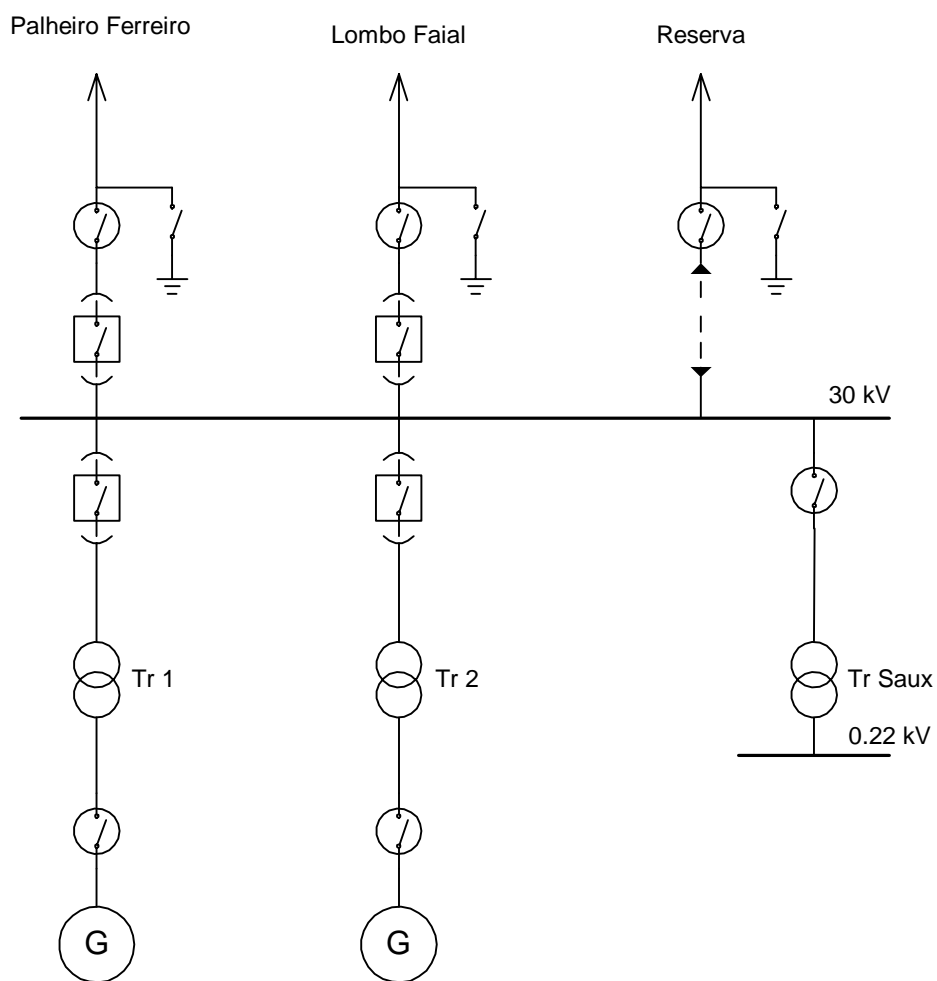 Palheiro Ferreiro
Lombo Faial
Reserva
30 kV
Tr 1
Tr 2
Tr Saux
0.22 kV
G
G